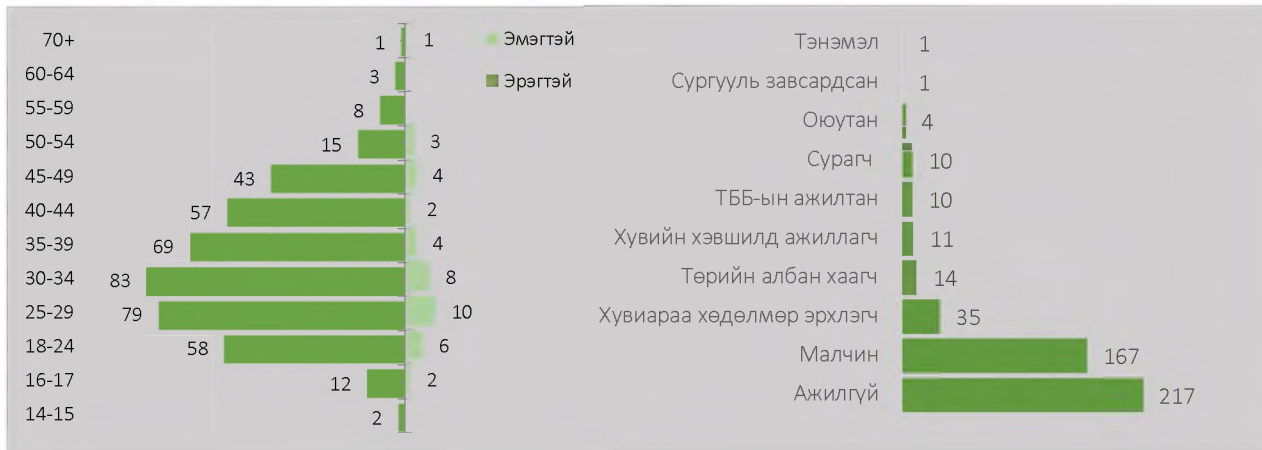 70+ 1 1
60-64 3
55-59 8
50-54 15 3
45-49 43 4
40-44 57 2
35-39 69 4
30-34 83 8
25-29 79 10
18-24 58 6
16-17 12 2
14-15 2
Эмэгтэй
Эрэгтэй
Тэнэмэл 1
Сургууль завсардсан 1
Оюутан 4
Сурагч 10
ТББ-ын ажилтан 10
Хувийн хэвшилд ажиллагч 11
Төрийн албан хаагч 14
Хувиараа хөдөлмөр эрхлэгч 35
Малчин 167
Ажилгүй 217